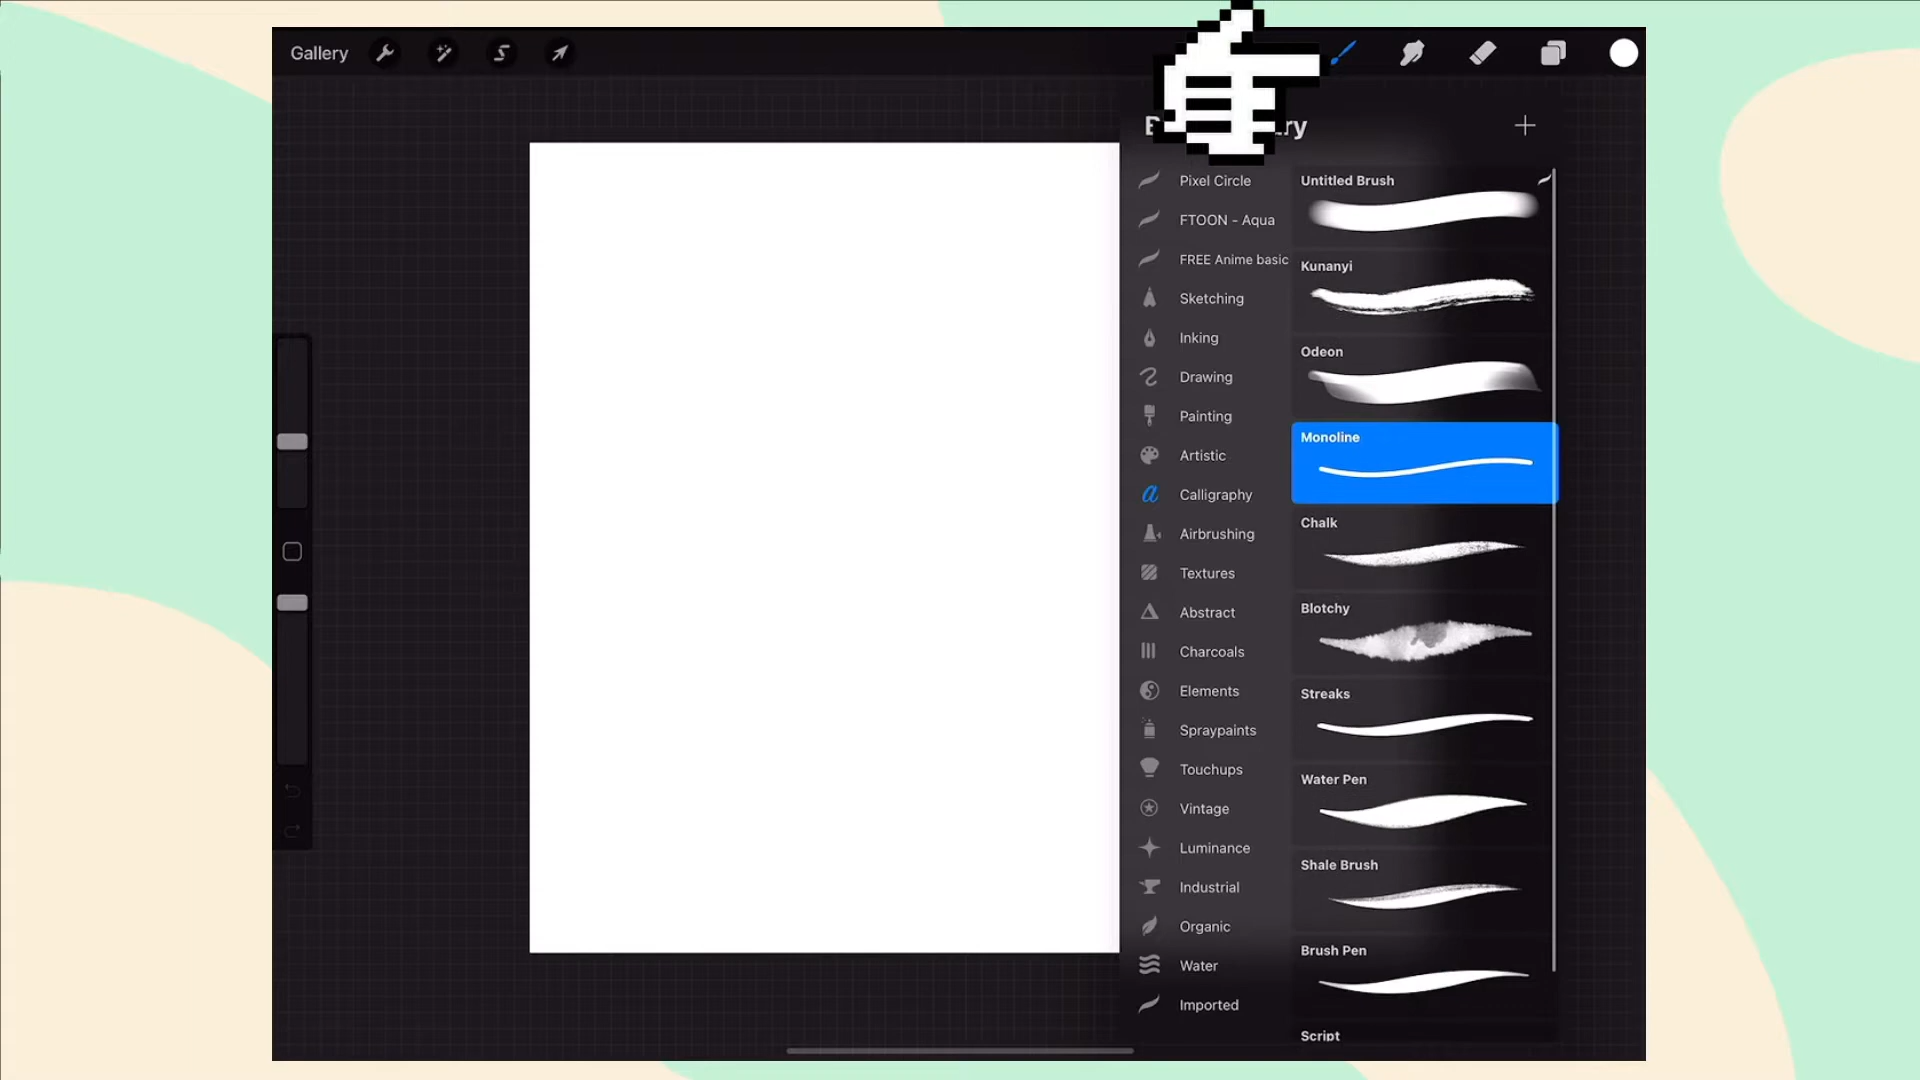 Gallery
Pixel Circle
FTOON - Aqua
FREE Anime basic
Sketching
Inking
Drawing
Painting
Artistic
Calligraphy
Airbrushing
Textures
Abstract
Charcoals
Elements
Spraypaints
Touchups
Vintage
Luminance
Industrial
Organic
Water
Imported
Untitled Brush
Kunanyi
Odeon
Monoline
Chalk
Blotchy
Streaks
Water Pen
Shale Brush
Brush Pen
Script